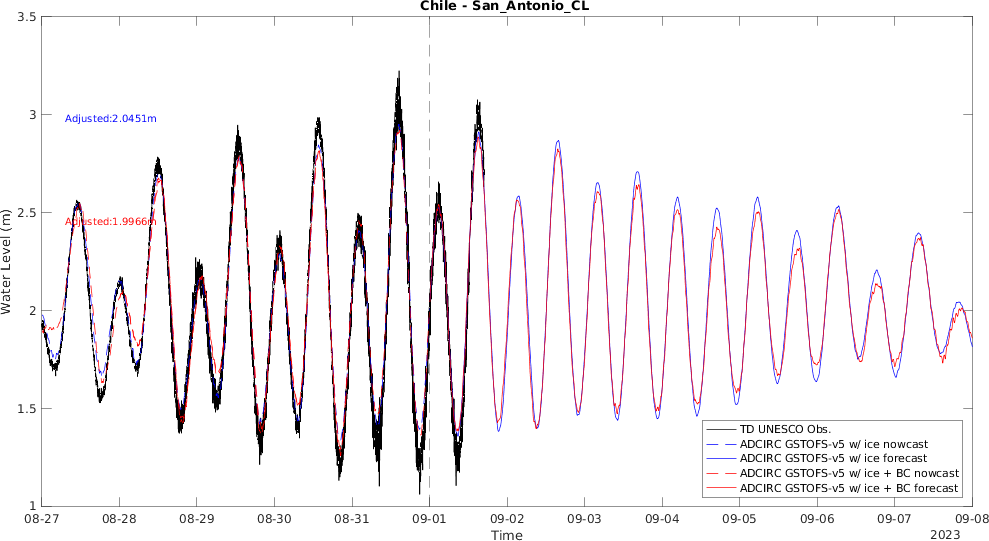 Chile - San_Antonio_CL
3.5
3
2.5
2
1.5
1
Water Level (m)
Adjusted:2.0451m
Adjusted:1.9966m
TD UNESCO Obs.
ADCIRC GSTOFS-v5 w/ ice nowcast
ADCIRC GSTOFS-v5 w/ ice forecast
ADCIRC GSTOFS-v5 w/ ice + BC nowcast
ADCIRC GSTOFS-v5 w/ ice + BC forecast
08-27 08-28 08-29 08-30 08-31 09-01 09-02 09-03 09-04 09-05 09-06 09-07 09-08
Time
2023